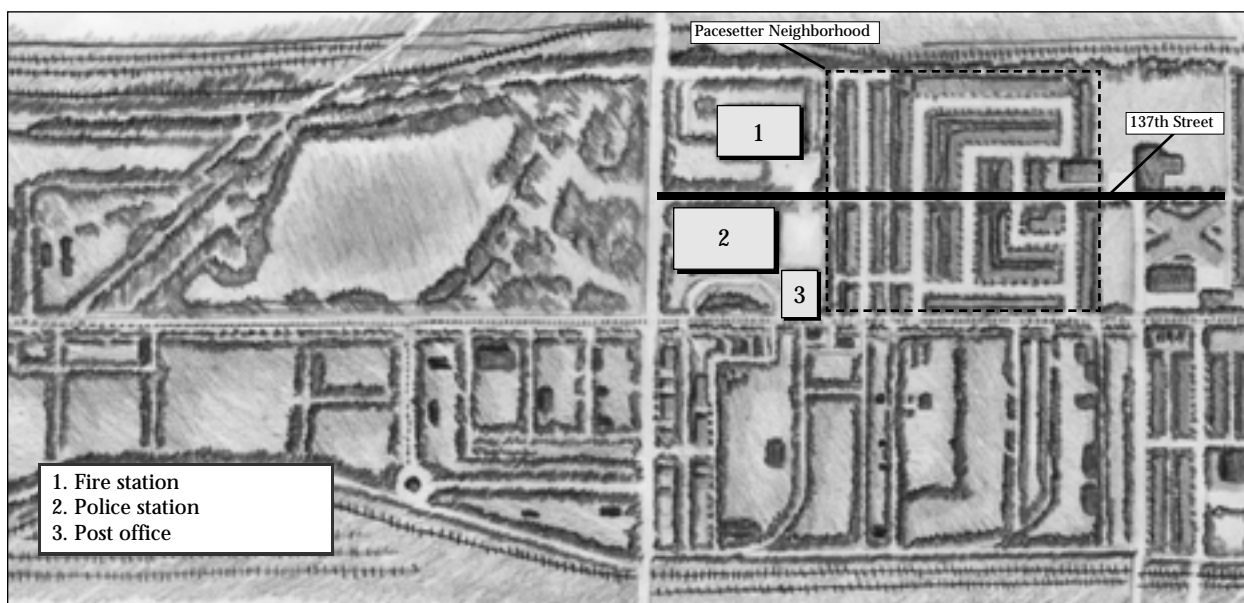 Pacesetter Neighborhood
137th Street
1
2
3
1. Fire station
2. Police station
3. Post office